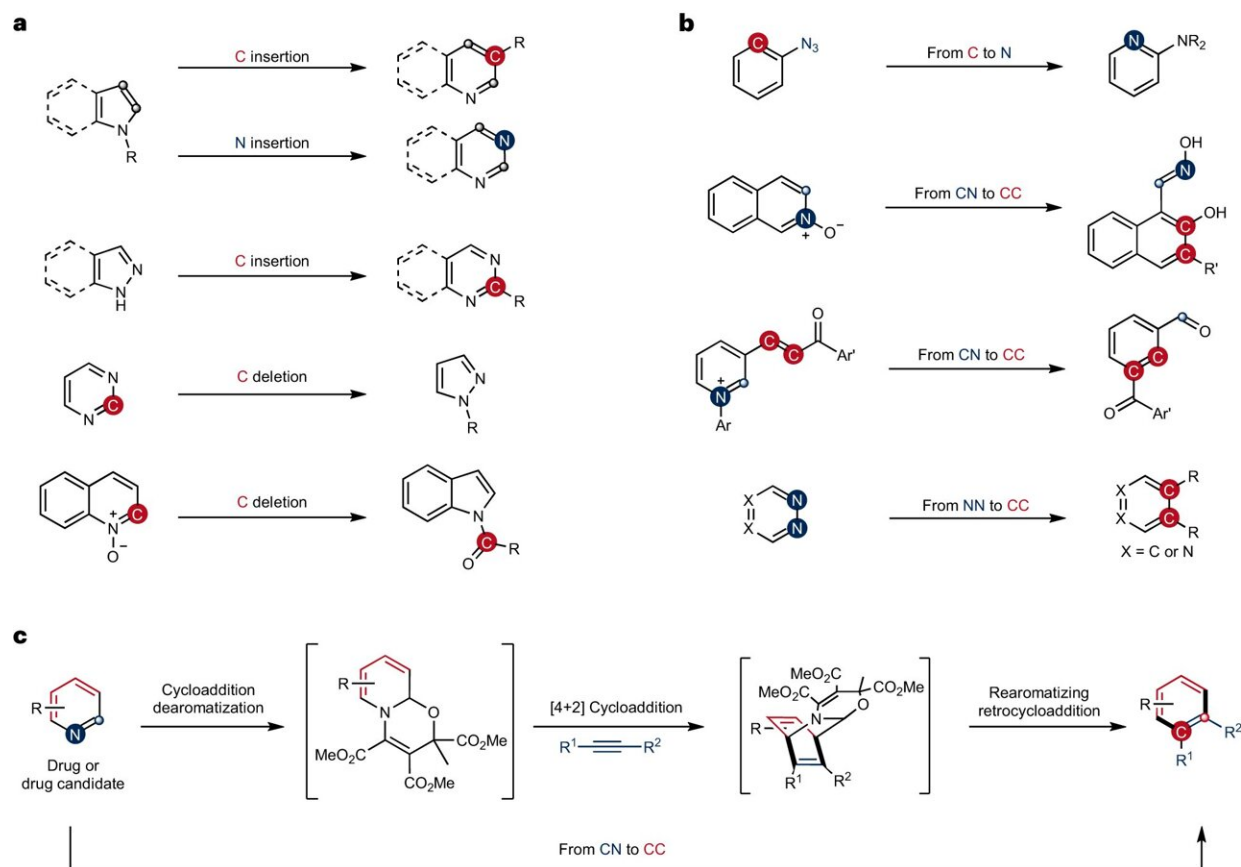 a
C insertion
C
R
N
R
N
N insertion
N
N
N
N
H
C insertion
N
N
C
R
N
N
C
C deletion
N
N
R
N
+
C
O
−
C deletion
N
C
O
R
b
C
N3
From C to N
N
NR2
N
+
O−
From CN to CC
OH
N
C
OH
C
R'
C
C
O
Ar'
+
N
Ar
From CN to CC
O
C
C
O
Ar'
X
X
N
N
From NN to CC
X
X
C
C
R
R
X = C or N
c
R
N
Drug or
drug candidate
Cycloaddition
dearomatization
R
N
O
MeO2C
CO2Me
CO2Me
[4+2] Cycloaddition
R1
R2
CO2Me
MeO2C
CO2Me
N
O
R
R1
R2
Rearomatizing
retrocycloaddition
R
C
R2
R1
From CN to CC